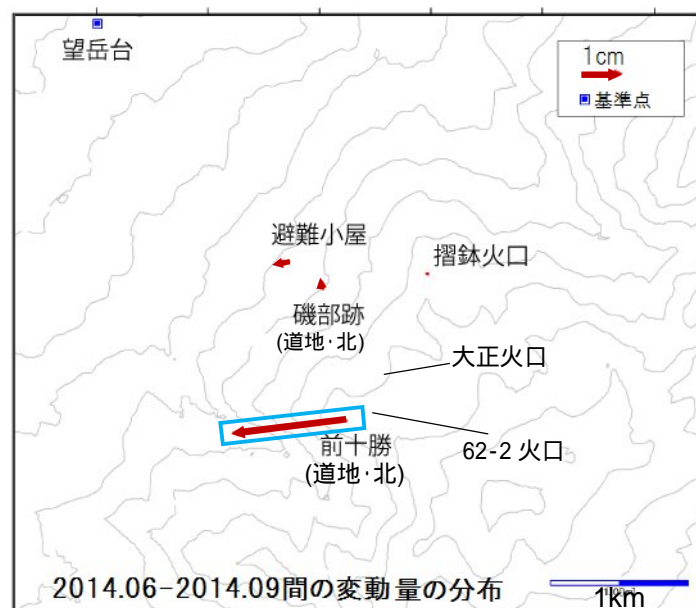 望岳台
1cm
基準点
避難小屋
摺鉢火口
磯部跡
(道地・北)
大正火口
前十勝
(道地・北)
62-2 火口
2014.06-2014.09間の変動量の分布
1km